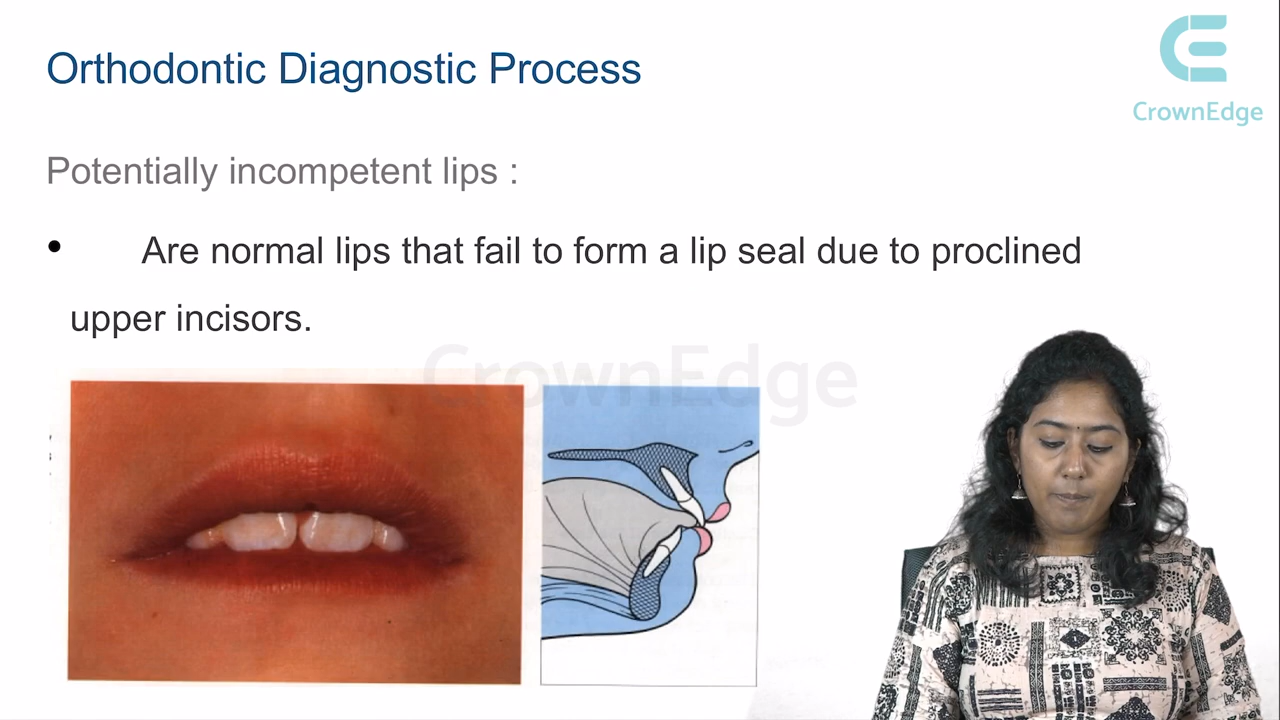 Orthodontic Diagnostic Process
CrownEdge
Potentially incompetent lips :
• Are normal lips that fail to form a lip seal due to proclined
upper incisors.
CrownEdge